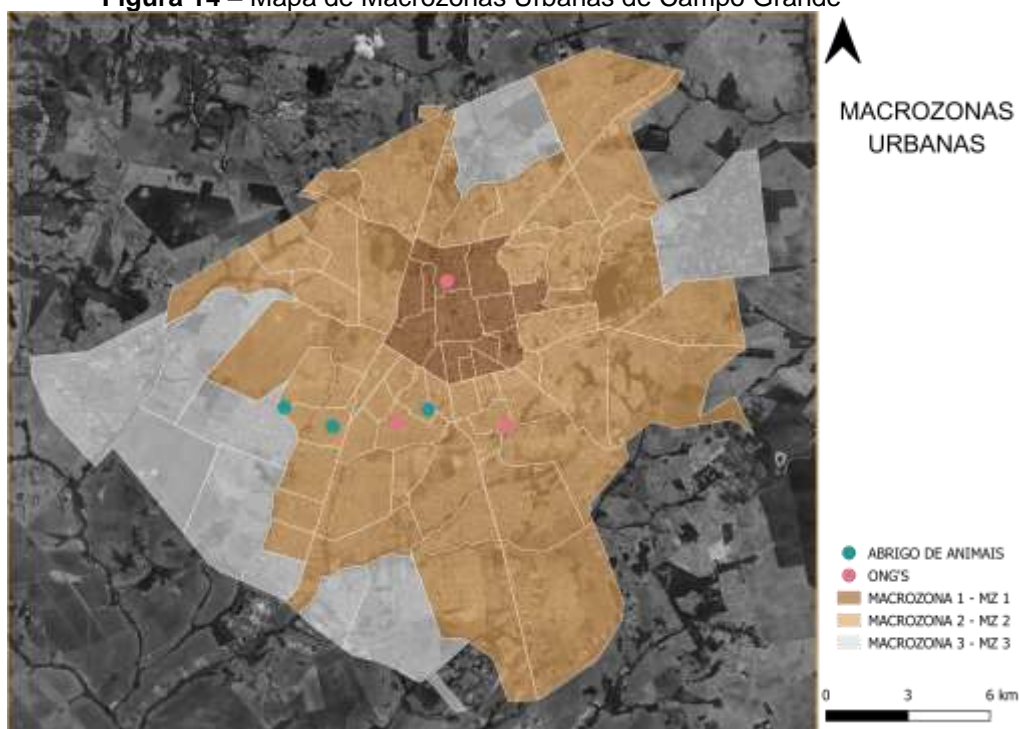 Figura 14 – Mapa de Macrozonas Urbanas de Campo Grande
MACROZONAS
URBANAS
ABRIGO DE ANIMAIS
ONG'S
MACROZONA 1 - MZ 1
MACROZONA 2 - MZ 2
MACROZONA 3 - MZ 3
0 3 6 km